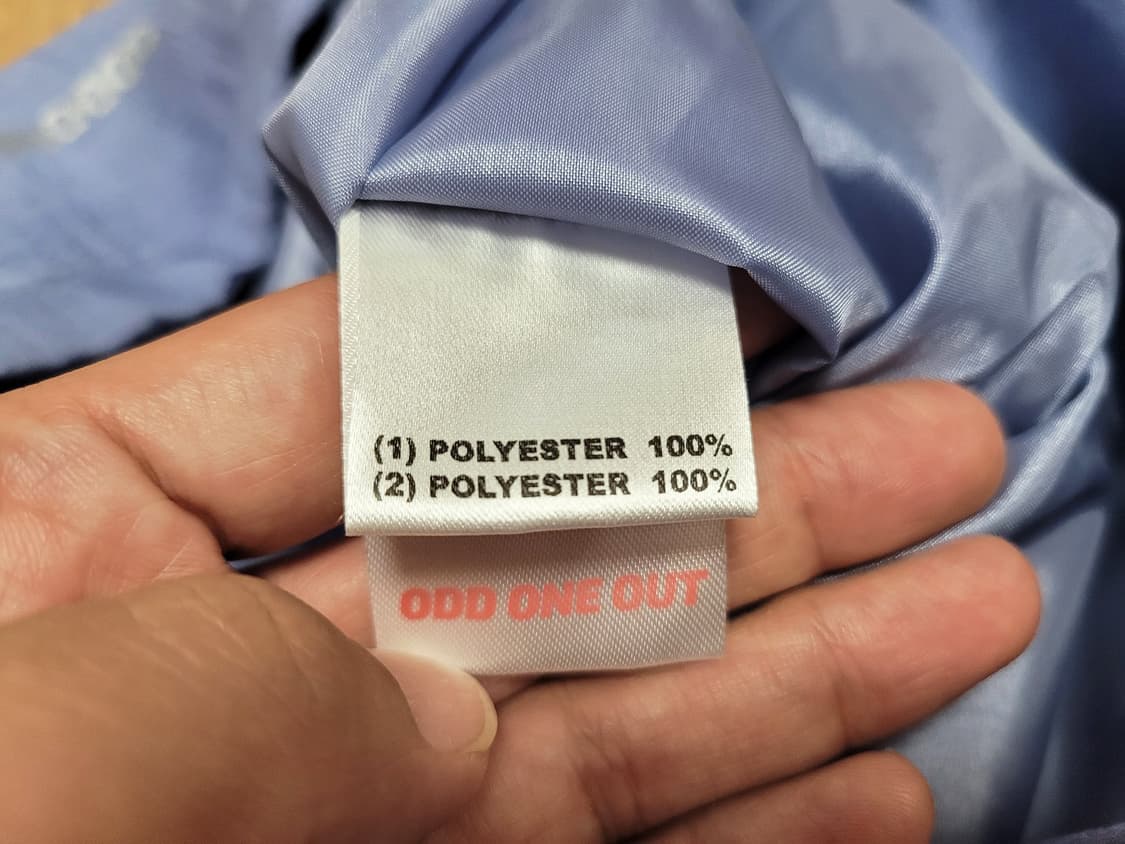 (1) POLYESTER 100%
(2) POLYESTER 100%
ODD ONE OUT